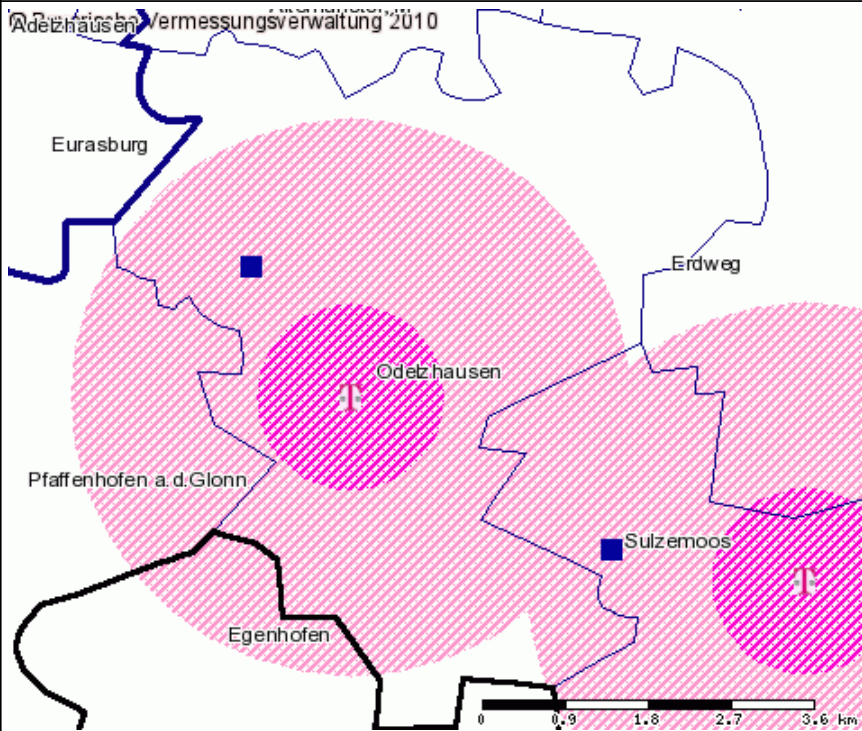 Vermessungsverwaltung 2010
Adelzhausen
Eurasburg
Erdweg
Odelzhausen
T
Pfaffenhofen a.d.Glonn
Sulzemoos
T
Egenhofen
0 0.9 1.8 2.7 3.6 km